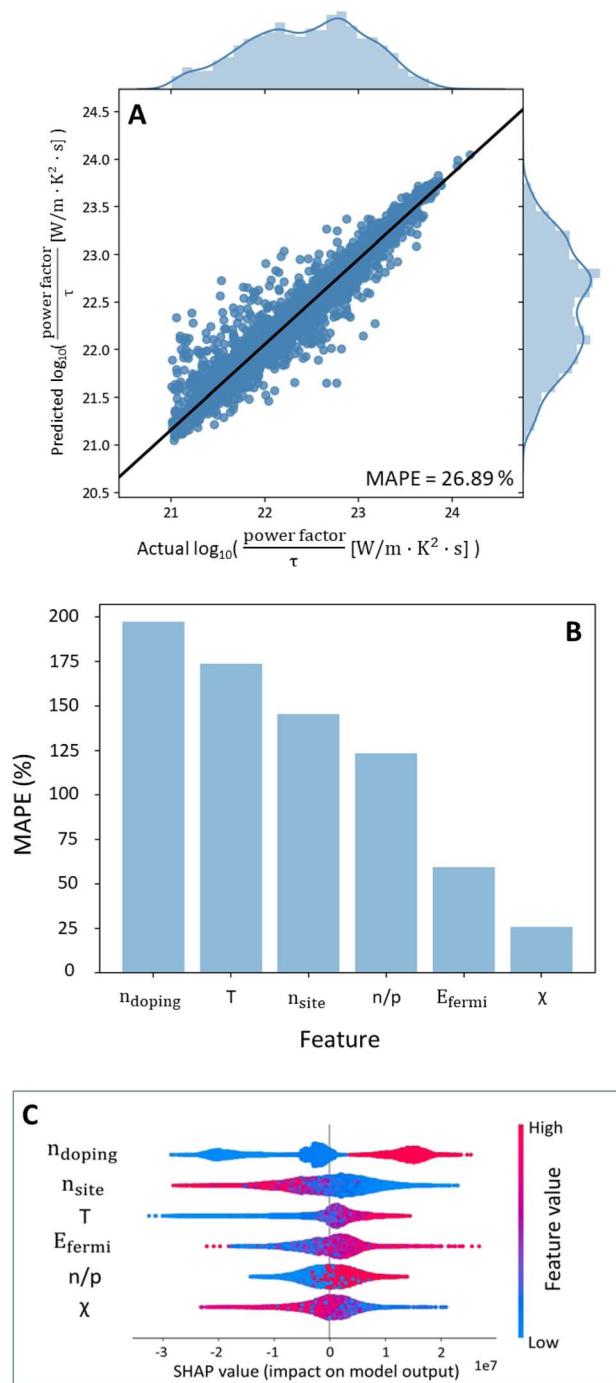 A
24.5
24.0
23.5
23.0
22.5
22.0
21.5
21.0
20.5
Predicted log₁₀( power factor / τ [W/m · K² · s] )
MAPE = 26.89 %
21 22 23 24
Actual log₁₀( power factor / τ [W/m · K² · s] )
B
200
175
150
125
100
75
50
25
0
MAPE (%)
n_doping T n_site n/p E_fermi χ
Feature
C
High
n_doping
n_site
T
E_fermi
n/p
χ
Feature value
Low
-3 -2 -1 0 1 2
SHAP value (impact on model output) 1e7